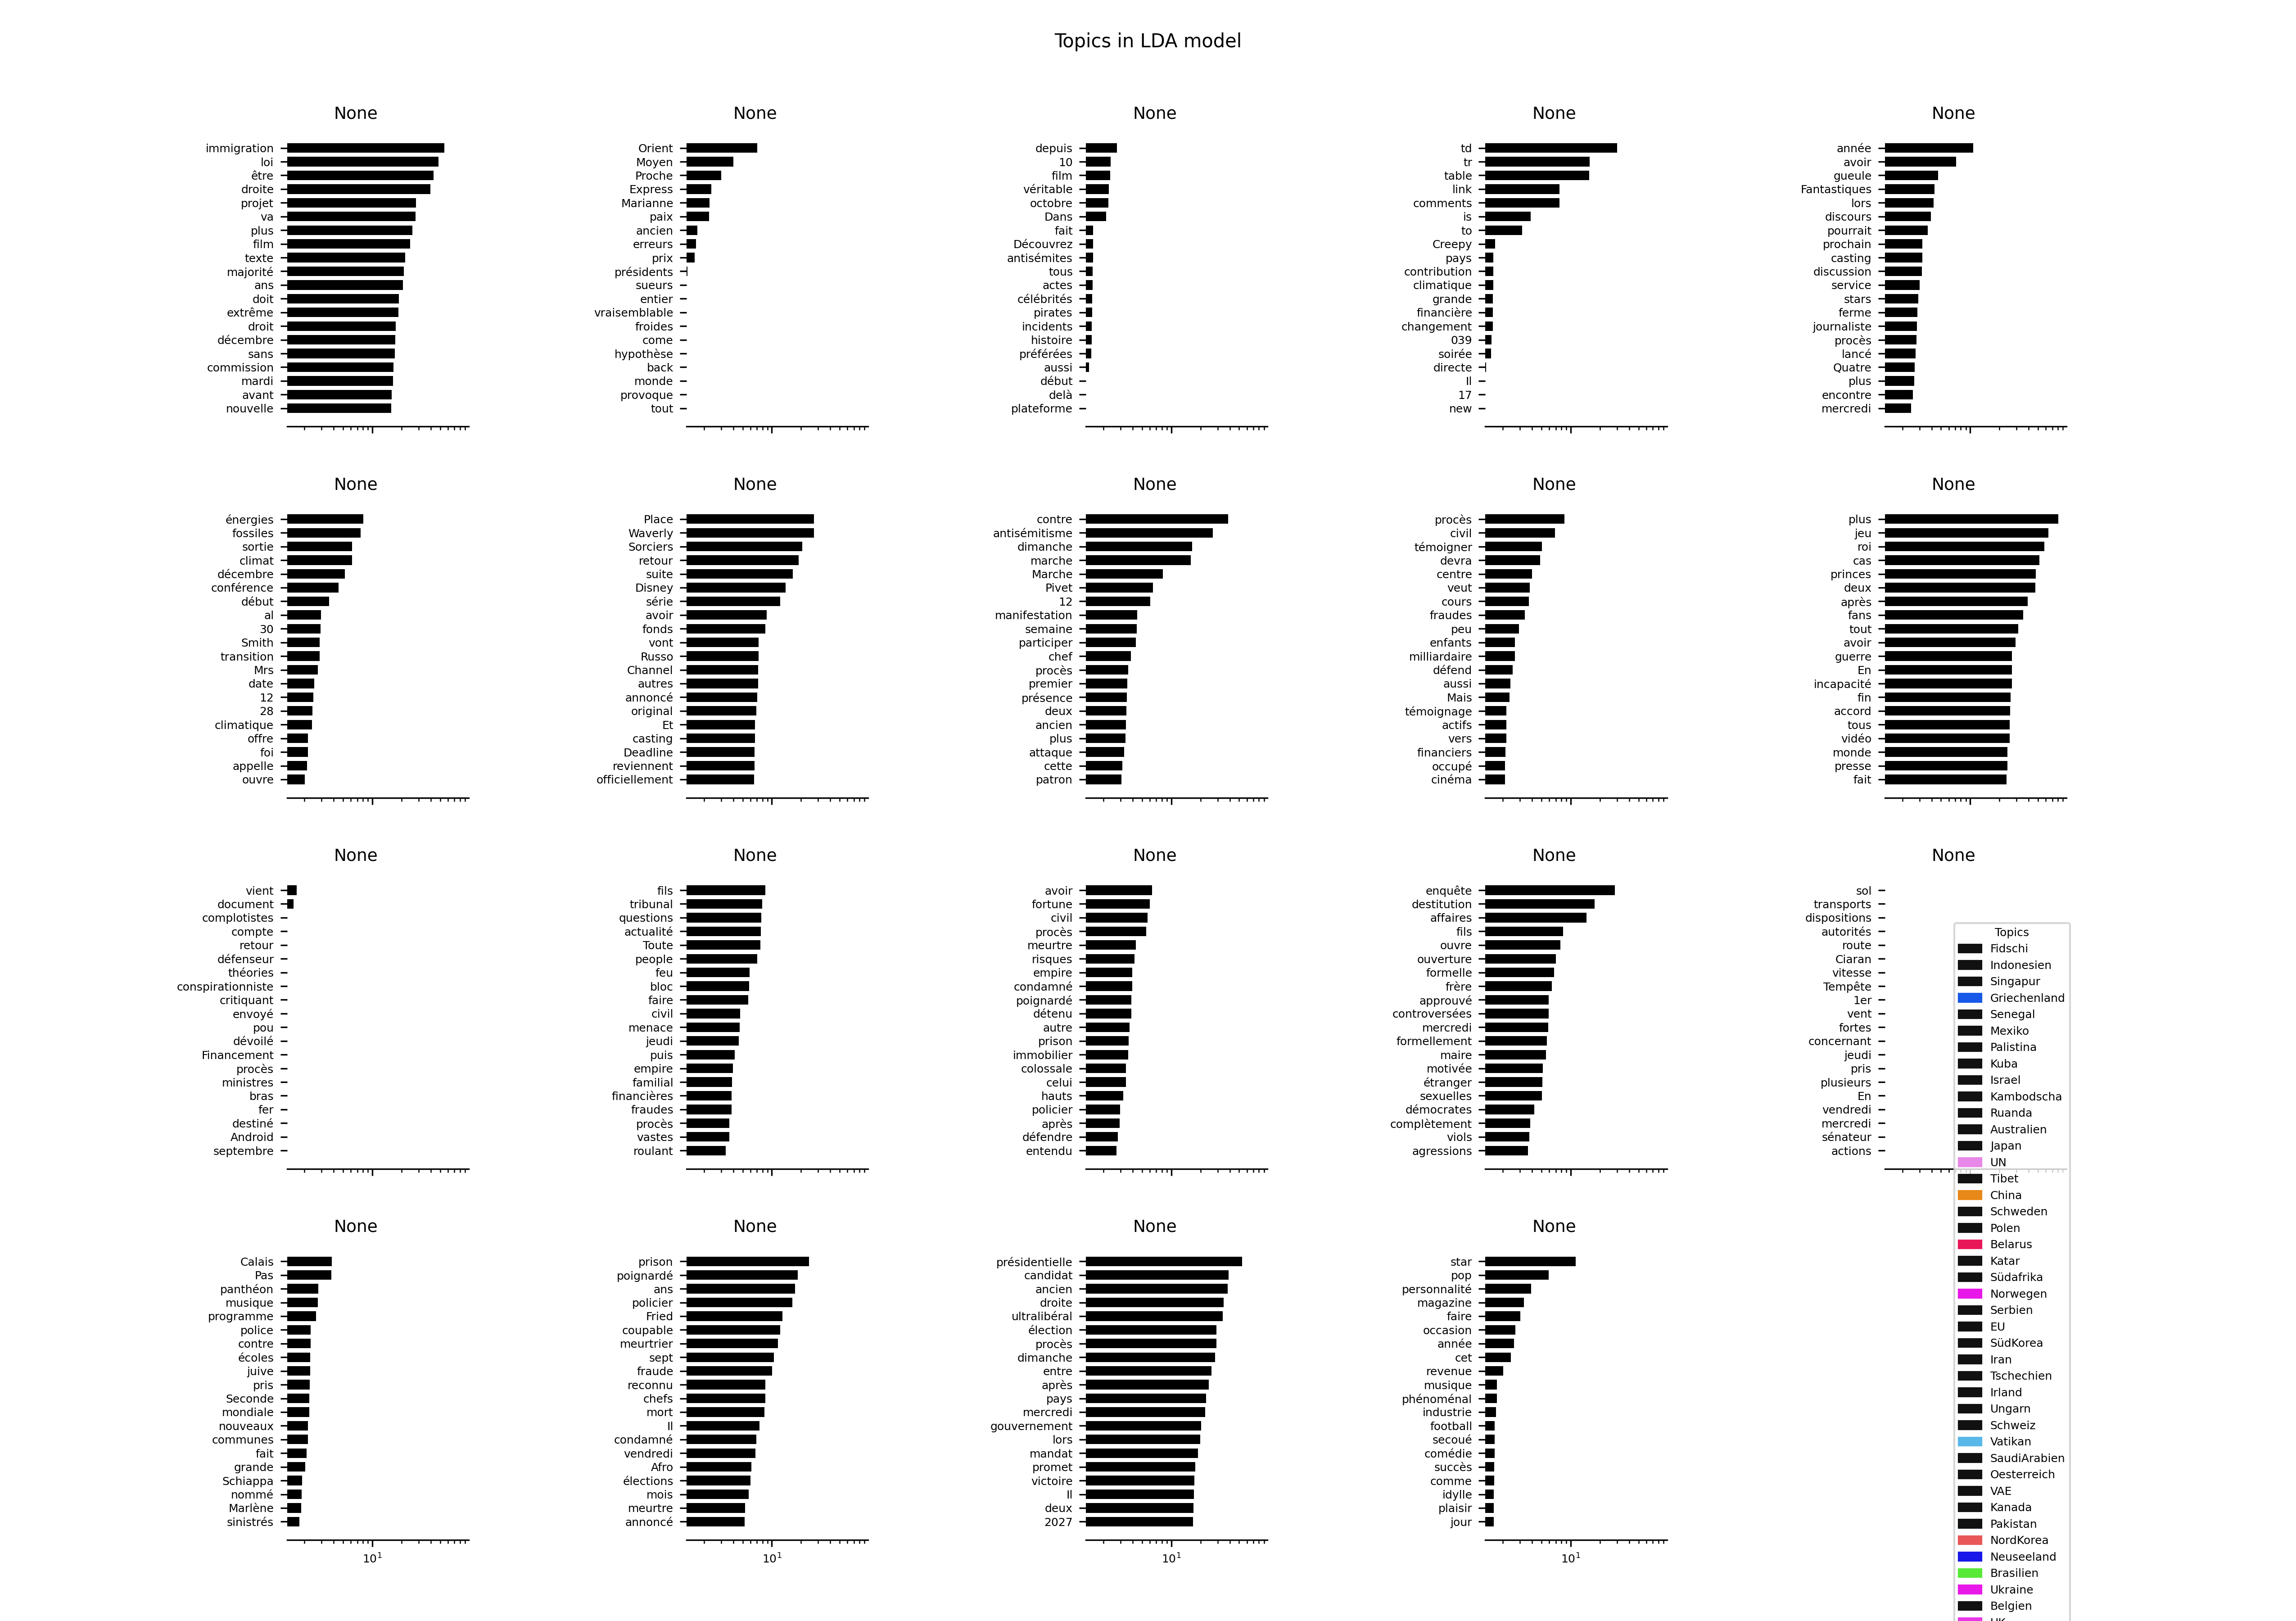 Topics in LDA model
None
immigration
loi
être
droite
projet
va
plus
film
texte
majorité
ans
doit
extrême
droit
décembre
sans
commission
mardi
avant
nouvelle
None
Orient
Moyen
Proche
Express
Marianne
paix
ancien
erreurs
prix
présidents
sueurs
entier
vraisemblable
froides
come
hypothèse
back
monde
provoque
tout
None
depuis
10
film
véritable
octobre
Dans
fait
Découvrez
antisémites
tous
actes
célébrités
pirates
incidents
histoire
préférées
aussi
début
delà
plateforme
None
td
tr
table
link
comments
is
to
Creepy
pays
contribution
climatique
grande
financière
changement
039
soirée
directe
Il
17
new
None
année
avoir
gueule
Fantastiques
lors
discours
pourrait
prochain
casting
discussion
service
stars
ferme
journaliste
procès
lancé
Quatre
plus
encontre
mercredi
None
énergies
fossiles
sortie
climat
décembre
conférence
début
al
30
Smith
transition
Mrs
date
12
28
climatique
offre
foi
appelle
ouvre
None
Place
Waverly
Sorciers
retour
suite
Disney
série
avoir
fonds
vont
Russo
Channel
autres
annoncé
original
Et
casting
Deadline
reviennent
officiellement
None
contre
antisémitisme
dimanche
marche
Marche
Pivet
12
manifestation
semaine
participer
chef
procès
premier
présence
deux
ancien
plus
attaque
cette
patron
None
procès
civil
témoigner
devra
centre
veut
cours
fraudes
peu
enfants
milliardaire
défend
aussi
Mais
témoignage
actifs
vers
financiers
occupé
cinéma
None
plus
jeu
roi
cas
princes
deux
après
fans
tout
avoir
guerre
En
incapacité
fin
accord
tous
vidéo
monde
presse
fait
None
vient
document
complotistes
compte
retour
défenseur
théories
conspirationniste
critiquant
envoyé
pou
dévoilé
Financement
procès
ministres
bras
fer
destiné
Android
septembre
None
fils
tribunal
questions
actualité
Toute
people
feu
bloc
faire
civil
menace
jeudi
puis
empire
familial
financières
fraudes
procès
vastes
roulant
None
avoir
fortune
civil
procès
meurtre
risques
empire
condamné
poignardé
détenu
autre
prison
immobilier
colossale
celui
hauts
policier
après
défendre
entendu
None
enquête
destitution
affaires
fils
ouvre
ouverture
formelle
frère
approuvé
controversées
mercredi
formellement
maire
motivée
étranger
sexuelles
démocrates
complètement
viols
agressions
None
sol
transports
dispositions
autorités
route
Ciaran
vitesse
Tempête
1er
vent
fortes
concernant
jeudi
pris
plusieurs
En
vendredi
mercredi
sénateur
actions
None
Calais
Pas
panthéon
musique
programme
police
contre
écoles
juive
pris
Seconde
mondiale
nouveaux
communes
fait
grande
Schiappa
nommé
Marlène
sinistrés
10¹
None
prison
poignardé
ans
policier
Fried
coupable
meurtrier
sept
fraude
reconnu
chefs
mort
Il
condamné
vendredi
Afro
élections
mois
meurtre
annoncé
10¹
None
présidentielle
candidat
ancien
droite
ultralibéral
élection
procès
dimanche
entre
après
pays
mercredi
gouvernement
lors
mandat
promet
victoire
Il
deux
2027
10¹
None
star
pop
personnalité
magazine
faire
occasion
année
cet
revenue
musique
phénoménal
industrie
football
secoué
comédie
succès
comme
idylle
plaisir
jour
10¹
Topics
Fidschi
Indonesien
Singapur
Griechenland
Senegal
Mexiko
Palistina
Kuba
Israel
Kambodscha
Ruanda
Australien
Japan
UN
Tibet
China
Schweden
Polen
Belarus
Katar
Südafrika
Norwegen
Serbien
EU
SüdKorea
Iran
Tschechien
Irland
Ungarn
Schweiz
Vatikan
SaudiArabien
Oesterreich
VAE
Kanada
Pakistan
NordKorea
Neuseeland
Brasilien
Ukraine
Belgien